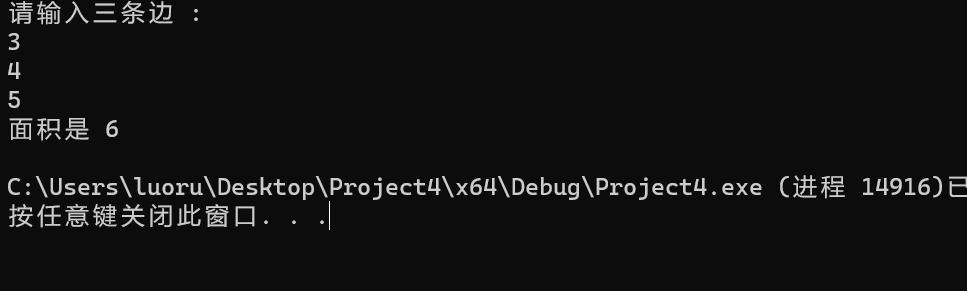 请输入三条边 :
3
4
5
面积是 6
C:\Users\luoru\Desktop\Project4\x64\Debug\Project4.exe (进程 14916)已
按任意键关闭此窗口. . .